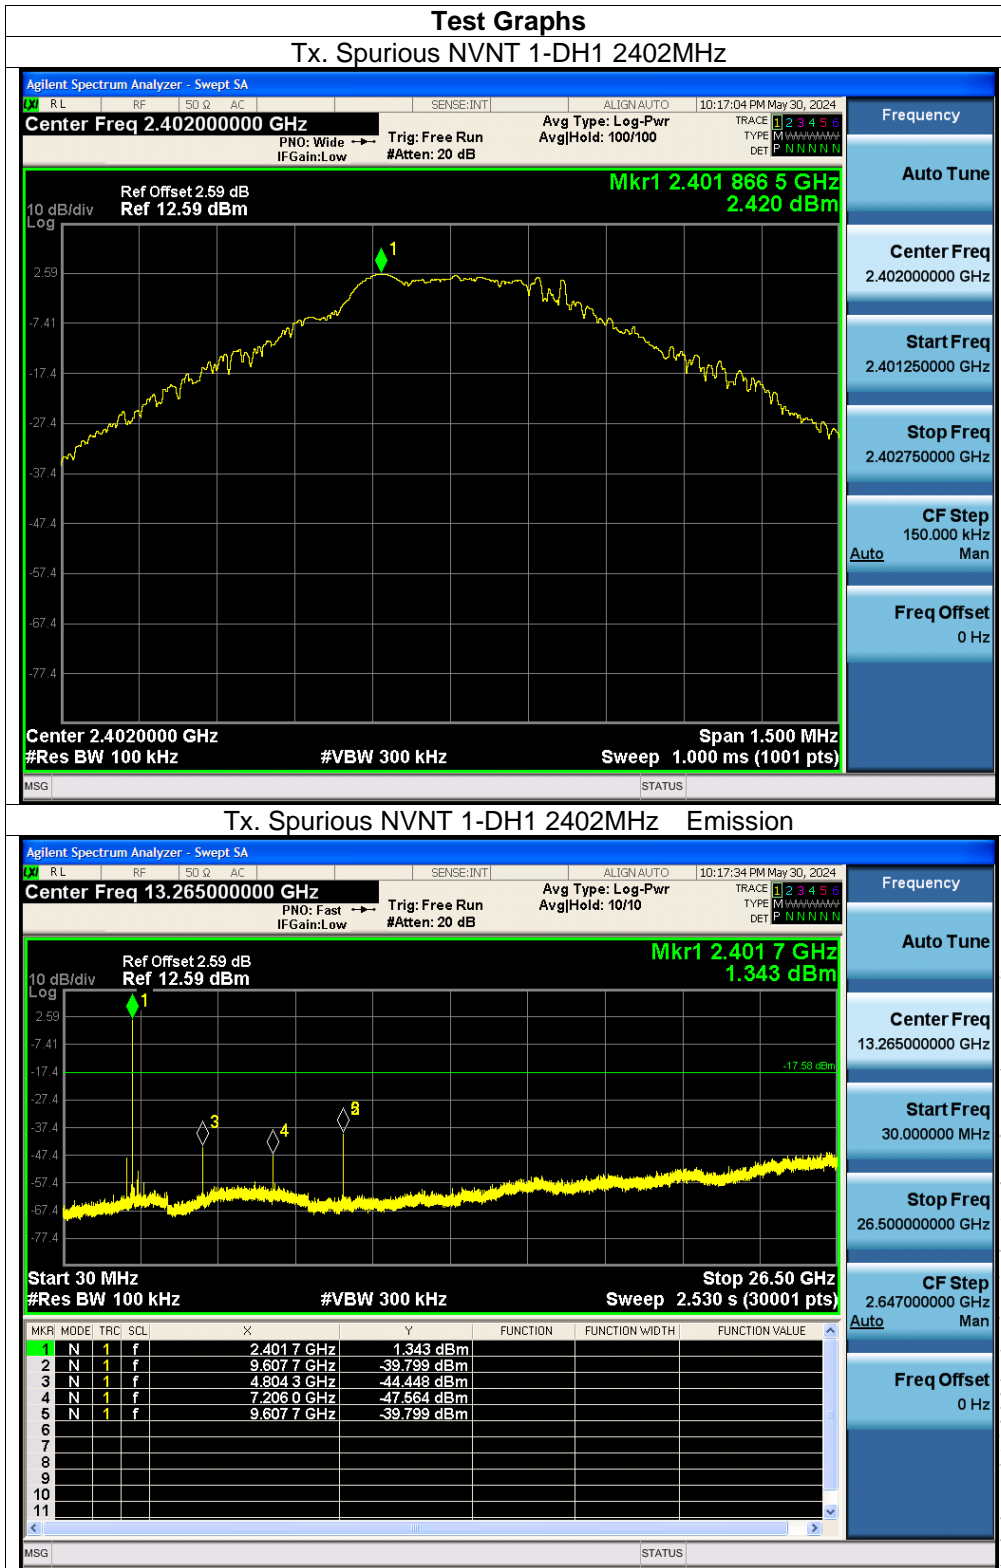 Test Graphs
Tx. Spurious NVNT 1-DH1 2402MHz
Agilent Spectrum Analyzer - Swept SA
LXI RL RF 50 Ω AC SENSE:INT ALIGNAUTO 10:17:04 PM May 30, 2024
Center Freq 2.402000000 GHz Avg Type: Log-Pwr TRACE 1 2 3 4 5 6
PNO: Wide Trig: Free Run Avg|Hold: 100/100 TYPE M WWWWW
IFGain:Low #Atten: 20 dB DET P N N N N N
Frequency
Auto Tune
Center Freq
2.402000000 GHz
Start Freq
2.401250000 GHz
Stop Freq
2.402750000 GHz
CF Step
150.000 kHz
Auto Man
Freq Offset
0 Hz
Mkr1 2.401 866 5 GHz
2.420 dBm
Ref Offset 2.59 dB
10 dB/div Ref 12.59 dBm
Log
1
2.59
-7.41
-17.4
-27.4
-37.4
-47.4
-57.4
-67.4
-77.4
Center 2.4020000 GHz Span 1.500 MHz
#Res BW 100 kHz #VBW 300 kHz Sweep 1.000 ms (1001 pts)
MSG STATUS
Tx. Spurious NVNT 1-DH1 2402MHz Emission
Agilent Spectrum Analyzer - Swept SA
LXI RL RF 50 Ω AC SENSE:INT ALIGNAUTO 10:17:34 PM May 30, 2024
Center Freq 13.265000000 GHz Avg Type: Log-Pwr TRACE 1 2 3 4 5 6
PNO: Fast Trig: Free Run Avg|Hold: 10/10 TYPE M WWWWW
IFGain:Low #Atten: 20 dB DET P N N N N N
Frequency
Auto Tune
Center Freq
13.265000000 GHz
Start Freq
30.000000 MHz
Stop Freq
26.500000000 GHz
CF Step
2.647000000 GHz
Auto Man
Freq Offset
0 Hz
Mkr1 2.401 7 GHz
1.343 dBm
Ref Offset 2.59 dB
10 dB/div Ref 12.59 dBm
Log
1
2.59
-7.41
-17.4
-17.58 dBm
-27.4
-37.4
3
4
-47.4
-57.4
-67.4
-77.4
Start 30 MHz Stop 26.50 GHz
#Res BW 100 kHz #VBW 300 kHz Sweep 2.530 s (30001 pts)
MKR MODE TRC SCL X Y FUNCTION FUNCTION WIDTH FUNCTION VALUE
1 N 1 f 2.401 7 GHz 1.343 dBm
2 N 1 f 9.607 7 GHz -39.799 dBm
3 N 1 f 4.804 3 GHz -44.448 dBm
4 N 1 f 7.206 0 GHz -47.564 dBm
5 N 1 f 9.607 7 GHz -39.799 dBm
6
7
8
9
10
11
MSG STATUS